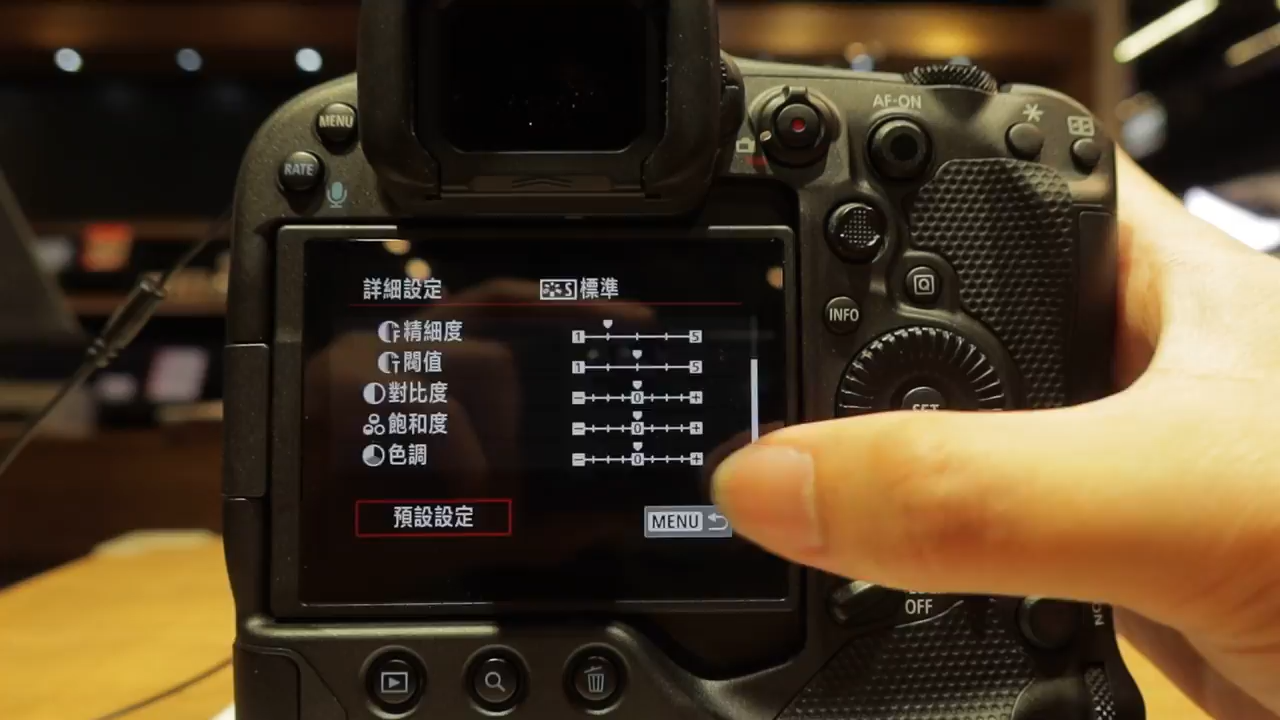 AF-ON
MENU
RATE
詳細設定 S 標準
F 精細度 1 5
T 閾值 1 5
對比度 0
飽和度 0
色調 0
預設設定 MENU
Q
INFO
SET
OFF